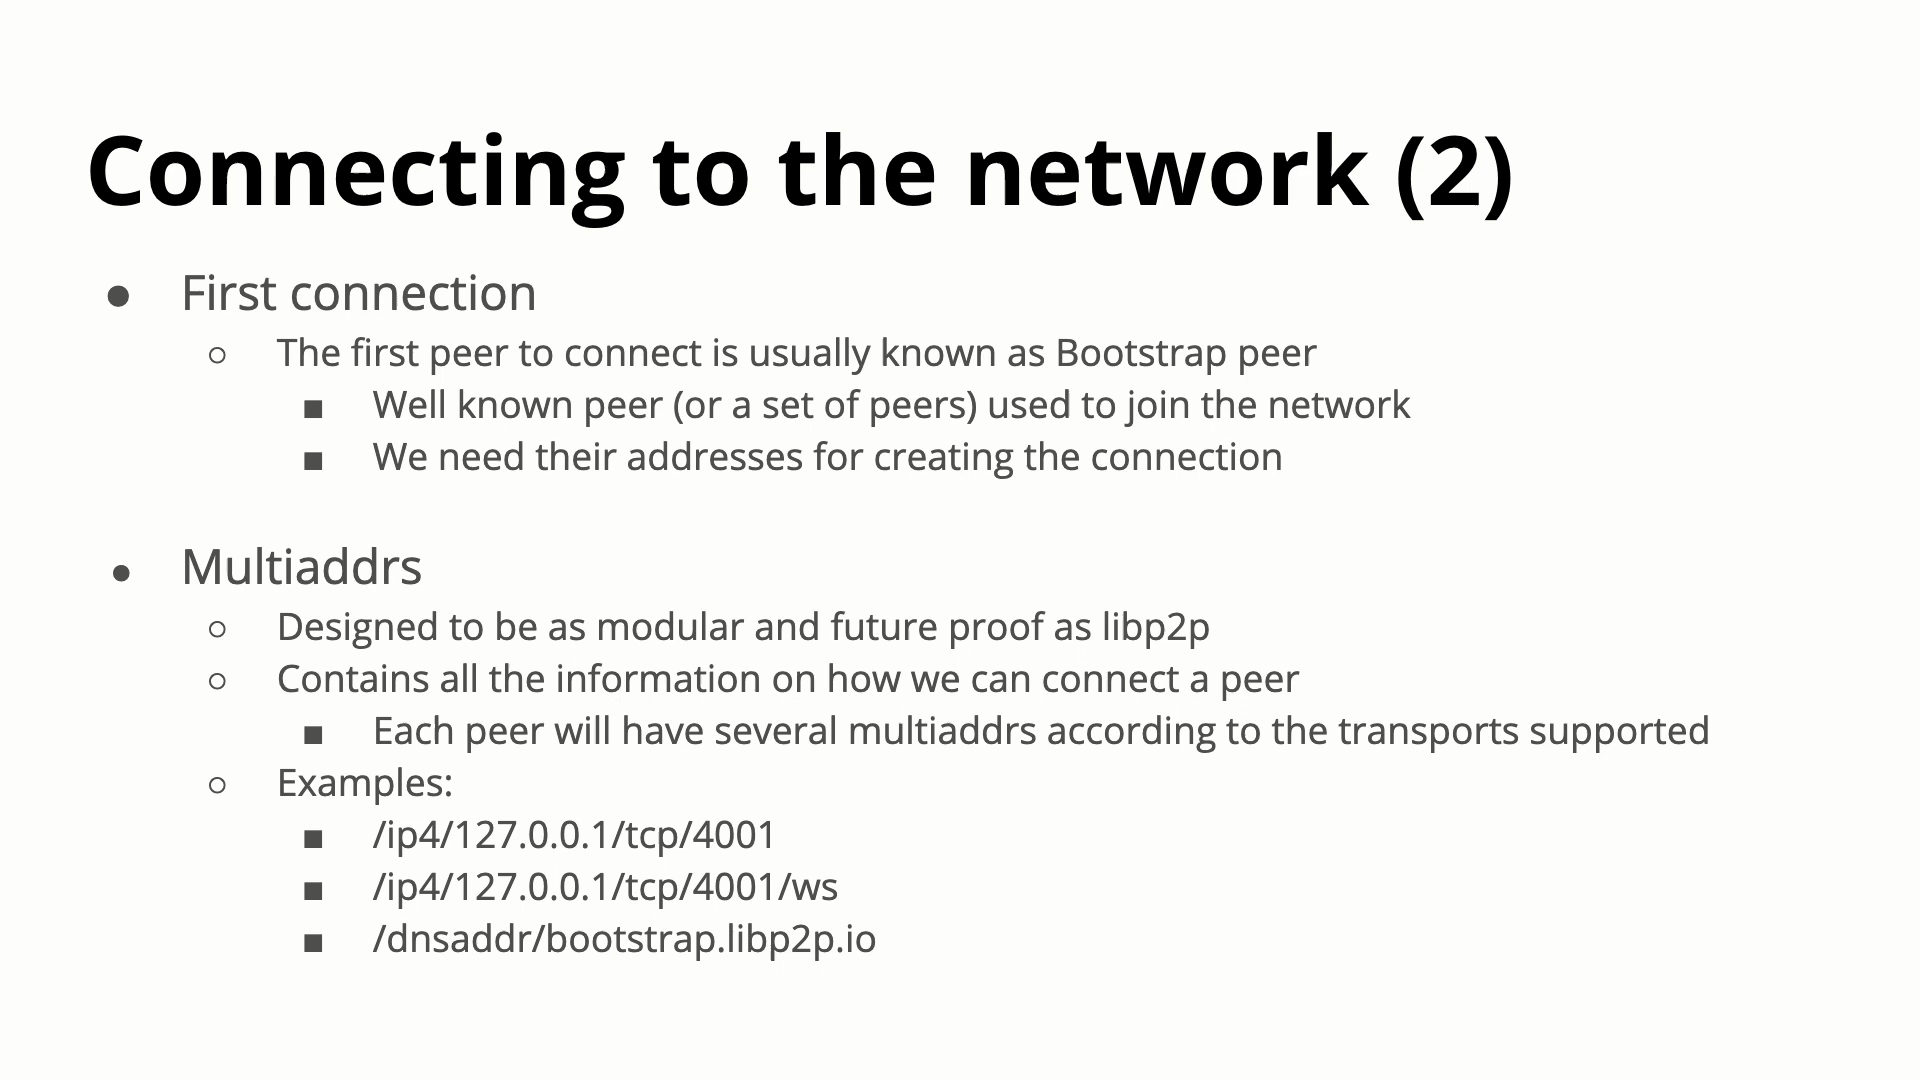 Connecting to the network (2)
● First connection
○ The first peer to connect is usually known as Bootstrap peer
■ Well known peer (or a set of peers) used to join the network
■ We need their addresses for creating the connection
● Multiaddrs
○ Designed to be as modular and future proof as libp2p
○ Contains all the information on how we can connect a peer
■ Each peer will have several multiaddrs according to the transports supported
○ Examples:
■ /ip4/127.0.0.1/tcp/4001
■ /ip4/127.0.0.1/tcp/4001/ws
■ /dnsaddr/bootstrap.libp2p.io